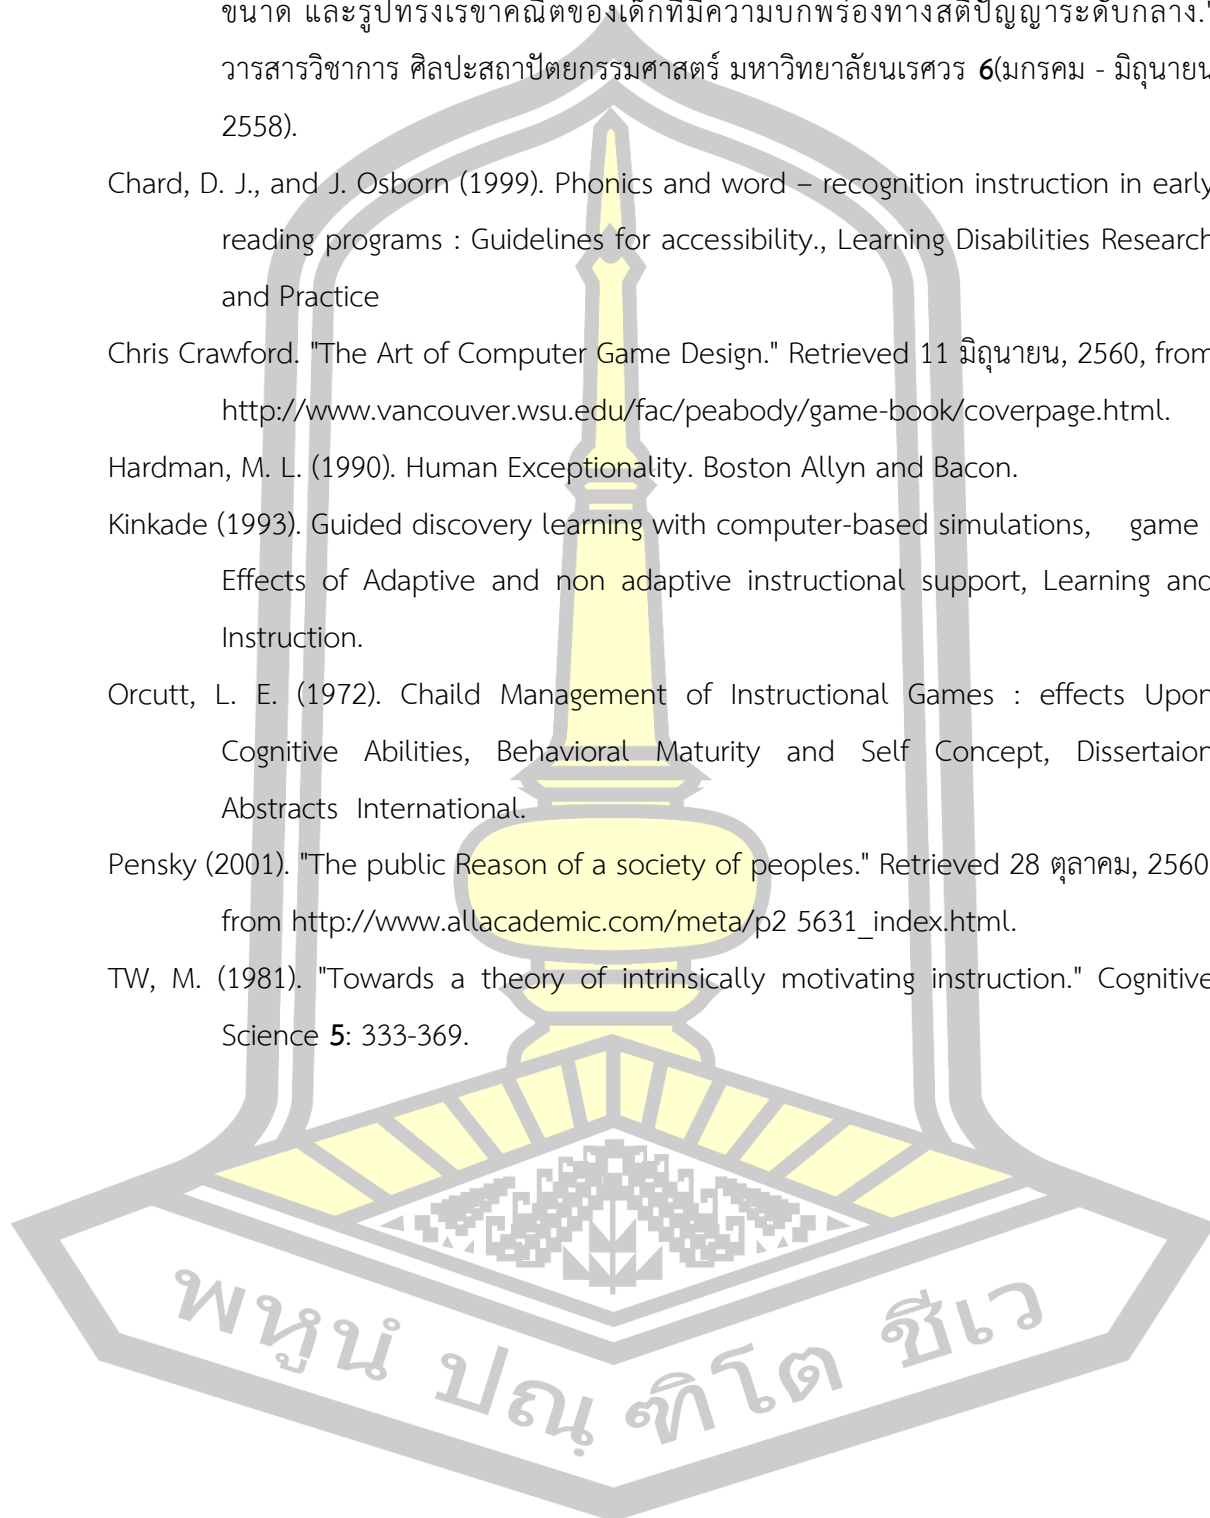 ขนาด และรูปทรงเรขาคณิตของเด็กที่มีความบกพร่องทางสติปัญญาระดับกลาง."
วารสารวิชาการ ศิลปะสถาปัตยกรรมศาสตร์ มหาวิทยาลัยนเรศวร 6(มกราคม - มิถุนายน
2558).
Chard, D. J., and J. Osborn (1999). Phonics and word – recognition instruction in early
reading programs : Guidelines for accessibility., Learning Disabilities Research
and Practice
Chris Crawford. "The Art of Computer Game Design." Retrieved 11 มิถุนายน, 2560, from
http://www.vancouver.wsu.edu/fac/peabody/game-book/coverpage.html.
Hardman, M. L. (1990). Human Exceptionality. Boston Allyn and Bacon.
Kinkade (1993). Guided discovery learning with computer-based simulations, game
Effects of Adaptive and non adaptive instructional support, Learning and
Instruction.
Orcutt, L. E. (1972). Chaild Management of Instructional Games : effects Upon
Cognitive Abilities, Behavioral Maturity and Self Concept, Dissertaion
Abstracts International.
Pensky (2001). "The public Reason of a society of peoples." Retrieved 28 ตุลาคม, 2560
from http://www.allacademic.com/meta/p2 5631_index.html.
TW, M. (1981). "Towards a theory of intrinsically motivating instruction." Cognitive
Science 5: 333-369.
พหูนํ ปณฺฑิโต ชีเว